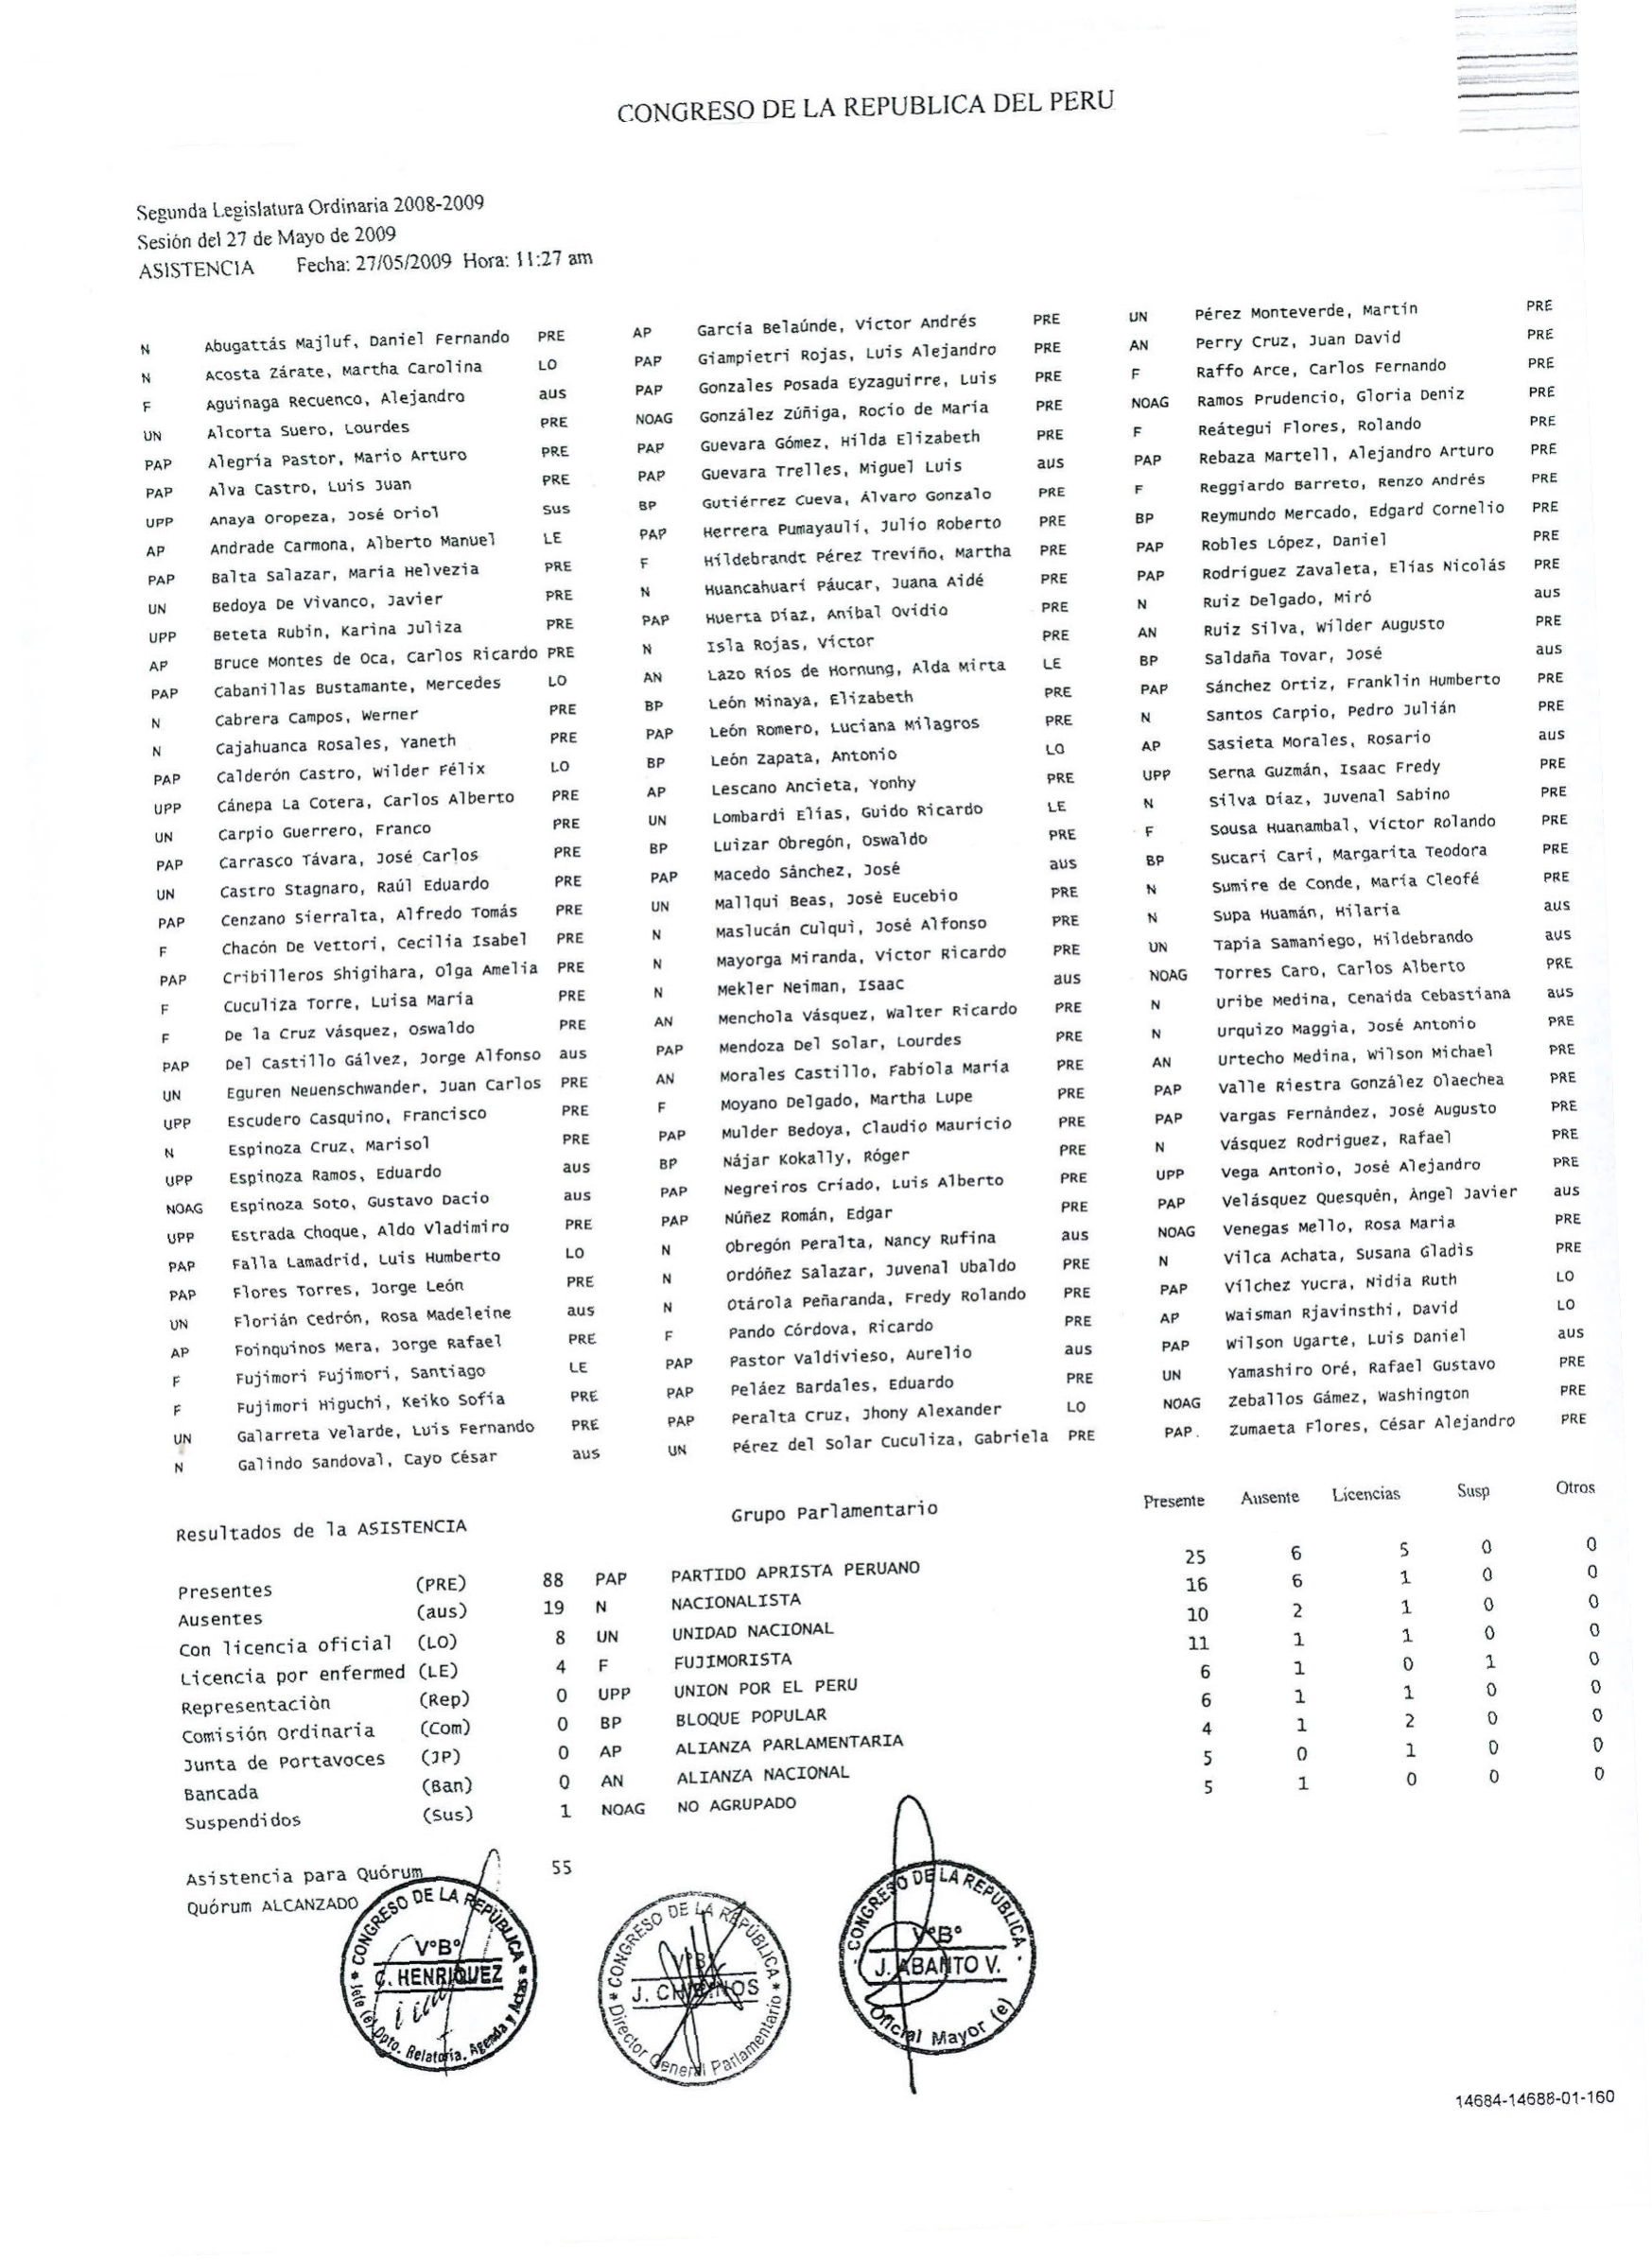 CONGRESO DE LA REPUBLICA DEL PERU
Segunda Legislatura Ordinaria 2008-2009
Sesión del 27 de Mayo de 2009
ASISTENCIA Fecha: 27/05/2009 Hora: 11:27 am
N Abugattás Majluf, Daniel Fernando PRE
N Acosta Zárate, Martha Carolina LO
F Aguinaga Recuenco, Alejandro aus
UN Alcorta Suero, Lourdes PRE
PAP Alegría Pastor, Mario Arturo PRE
PAP Alva Castro, Luis Juan PRE
UPP Anaya Oropeza, José Oriol Sus
AP Andrade Carmona, Alberto Manuel LE
PAP Balta Salazar, María Helvezia PRE
UN Bedoya De Vivanco, Javier PRE
UPP Beteta Rubín, Karina Juliza PRE
AP Bruce Montes de Oca, Carlos Ricardo PRE
PAP Cabanillas Bustamante, Mercedes LO
N Cabrera Campos, Werner PRE
N Cajahuanca Rosales, Yaneth PRE
PAP Calderón Castro, Wilder Félix LO
UPP Cánepa La Cotera, Carlos Alberto PRE
UN Carpio Guerrero, Franco PRE
PAP Carrasco Távara, José Carlos PRE
UN Castro Stagnaro, Raúl Eduardo PRE
PAP Cenzano Sierralta, Alfredo Tomás PRE
F Chacón De Vettori, Cecilia Isabel PRE
PAP Cribilleros Shigihara, Olga Amelia PRE
F Cuculiza Torre, Luisa María PRE
F De la Cruz Vásquez, Oswaldo PRE
PAP Del Castillo Gálvez, Jorge Alfonso aus
UN Eguren Neuenschwander, Juan Carlos PRE
UPP Escudero Casquino, Francisco PRE
N Espinoza Cruz, Marisol PRE
UPP Espinoza Ramos, Eduardo aus
NOAG Espinoza Soto, Gustavo Dacio aus
UPP Estrada Choque, Aldo Vladimiro PRE
PAP Falla Lamadrid, Luis Humberto LO
PAP Flores Torres, Jorge León PRE
UN Florián Cedrón, Rosa Madeleine aus
AP Foinquinos Mera, Jorge Rafael PRE
F Fujimori Fujimori, Santiago LE
F Fujimori Higuchi, Keiko Sofía PRE
UN Galarreta Velarde, Luis Fernando PRE
N Galindo Sandoval, Cayo César aus
AP García Belaúnde, Víctor Andrés PRE
PAP Giampietri Rojas, Luis Alejandro PRE
PAP Gonzales Posada Eyzaguirre, Luis PRE
NOAG González Zúñiga, Rocío de María PRE
PAP Guevara Gómez, Hilda Elizabeth PRE
PAP Guevara Trelles, Miguel Luis aus
BP Gutiérrez Cueva, Álvaro Gonzalo PRE
PAP Herrera Pumayaulí, Julio Roberto PRE
F Hildebrandt Pérez Treviño, Martha PRE
N Huancahuari Páucar, Juana Aidé PRE
PAP Huerta Díaz, Aníbal Ovidio PRE
N Isla Rojas, Víctor PRE
AN Lazo Ríos de Hornung, Alda Mirta LE
BP León Minaya, Elizabeth PRE
PAP León Romero, Luciana Milagros PRE
BP León Zapata, Antonio LO
AP Lescano Ancieta, Yonhy PRE
UN Lombardi Elías, Guido Ricardo LE
BP Luizar Obregón, Oswaldo PRE
PAP Macedo Sánchez, José aus
UN Mallqui Beas, José Eucebio PRE
N Maslucán Culqui, José Alfonso PRE
N Mayorga Miranda, Víctor Ricardo PRE
N Mekler Neiman, Isaac aus
AN Menchola Vásquez, Walter Ricardo PRE
PAP Mendoza Del Solar, Lourdes PRE
AN Morales Castillo, Fabiola María PRE
F Moyano Delgado, Martha Lupe PRE
PAP Mulder Bedoya, Claudio Mauricio PRE
BP Nájar Kokally, Róger PRE
PAP Negreiros Criado, Luis Alberto PRE
PAP Núñez Román, Edgar PRE
N Obregón Peralta, Nancy Rufina aus
N Ordóñez Salazar, Juvenal Ubaldo PRE
N Otárola Peñaranda, Fredy Rolando PRE
F Pando Córdova, Ricardo PRE
PAP Pastor Valdivieso, Aurelio aus
PAP Peláez Bardales, Eduardo PRE
PAP Peralta Cruz, Jhony Alexander LO
UN Pérez del Solar Cuculiza, Gabriela PRE
UN Pérez Monteverde, Martín PRE
AN Perry Cruz, Juan David PRE
F Raffo Arce, Carlos Fernando PRE
NOAG Ramos Prudencio, Gloria Deniz PRE
F Reátegui Flores, Rolando PRE
PAP Rebaza Martell, Alejandro Arturo PRE
F Reggiardo Barreto, Renzo Andrés PRE
BP Reymundo Mercado, Edgard Cornelio PRE
PAP Robles López, Daniel PRE
PAP Rodríguez Zavaleta, Elías Nicolás PRE
N Ruiz Delgado, Miró aus
AN Ruiz Silva, Wilder Augusto PRE
BP Saldaña Tovar, José aus
PAP Sánchez Ortiz, Franklin Humberto PRE
N Santos Carpio, Pedro Julián PRE
AP Sasieta Morales, Rosario aus
UPP Serna Guzmán, Isaac Fredy PRE
N Silva Díaz, Juvenal Sabino PRE
F Sousa Huanambal, Víctor Rolando PRE
BP Sucari Cari, Margarita Teodora PRE
N Sumire de Conde, María Cleofé PRE
N Supa Huamán, Hilaria aus
UN Tapia Samaniego, Hildebrando aus
NOAG Torres Caro, Carlos Alberto PRE
N Uribe Medina, Cenaida Cebastiana aus
N Urquizo Maggia, José Antonio PRE
AN Urtecho Medina, Wilson Michael PRE
PAP Valle Riestra González Olaechea PRE
PAP Vargas Fernández, José Augusto PRE
N Vásquez Rodríguez, Rafael PRE
UPP Vega Antonio, José Alejandro PRE
PAP Velásquez Quesquén, Ángel Javier aus
NOAG Venegas Mello, Rosa María PRE
N Vilca Achata, Susana Gladis PRE
PAP Vílchez Yucra, Nidia Ruth LO
AP Waisman Rjavinsthi, David LO
PAP Wilson Ugarte, Luis Daniel aus
UN Yamashiro Oré, Rafael Gustavo PRE
NOAG Zeballos Gámez, Washington PRE
PAP. Zumaeta Flores, César Alejandro PRE
Resultados de la ASISTENCIA
Presentes (PRE) 88
Ausentes (aus) 19
Con licencia oficial (LO) 8
Licencia por enfermed (LE) 4
Representación (Rep) 0
Comisión Ordinaria (Com) 0
Junta de Portavoces (JP) 0
Bancada (Ban) 0
Suspendidos (Sus) 1
Asistencia para Quórum 55
Quórum ALCANZADO
Grupo Parlamentario Presente Ausente Licencias Susp Otros
PAP PARTIDO APRISTA PERUANO 25 6 5 0 0
N NACIONALISTA 16 6 1 0 0
UN UNIDAD NACIONAL 10 2 1 0 0
F FUJIMORISTA 11 1 1 0 0
UPP UNION POR EL PERU 6 1 0 1 0
BP BLOQUE POPULAR 6 1 1 0 0
AP ALIANZA PARLAMENTARIA 4 1 2 0 0
AN ALIANZA NACIONAL 5 0 1 0 0
NOAG NO AGRUPADO 5 1 0 0 0
CONGRESO DE LA REPÚBLICA
V°B°
C. HENRIQUEZ
Jefe (e) Dpto. Relatoría, Agenda y Actas
CONGRESO DE LA REPÚBLICA
V°B°
J.
Director General Parlamentario
CONGRESO DE LA REPUBLICA
V°B°
J. ABANTO V.
Oficial Mayor (e)
14684-14688-01-160